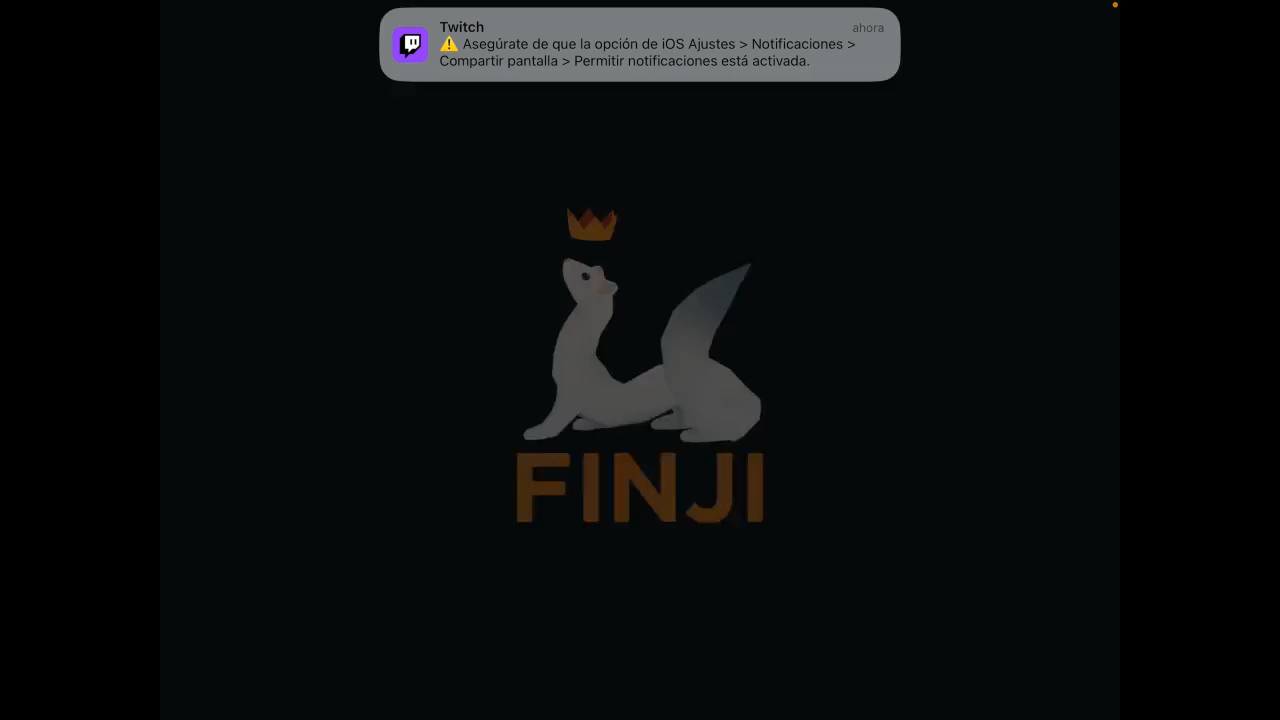 Twitch
ahora
⚠️ Asegúrate de que la opción de iOS Ajustes > Notificaciones >
Compartir pantalla > Permitir notificaciones está activada.
FINJI